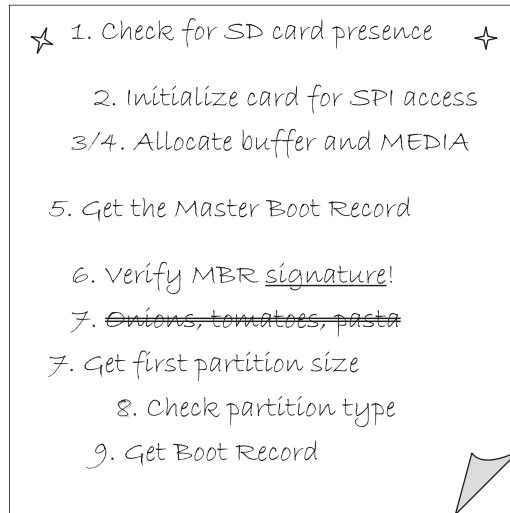 1. Check for SD card presence
2. Initialize card for SPI access
3/4. Allocate buffer and MEDIA
5. Get the Master Boot Record
6. Verify MBR signature!
7. Onions, tomatoes, pasta
7. Get first partition size
8. Check partition type
9. Get Boot Record